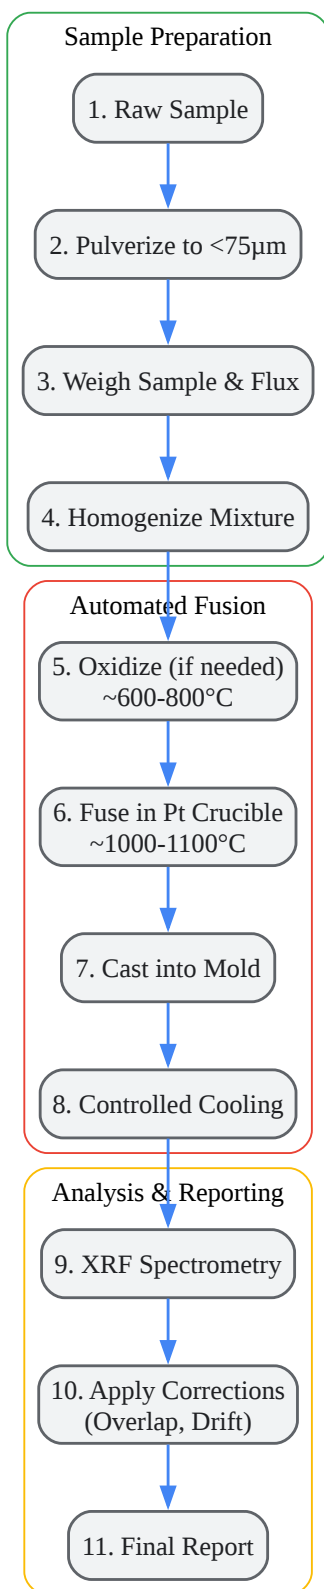 Sample Preparation
1. Raw Sample
2. Pulverize to <75µm
3. Weigh Sample & Flux
4. Homogenize Mixture
Automated Fusion
5. Oxidize (if needed)
~600-800°C
6. Fuse in Pt Crucible
~1000-1100°C
7. Cast into Mold
8. Controlled Cooling
Analysis & Reporting
9. XRF Spectrometry
10. Apply Corrections
(Overlap, Drift)
11. Final Report